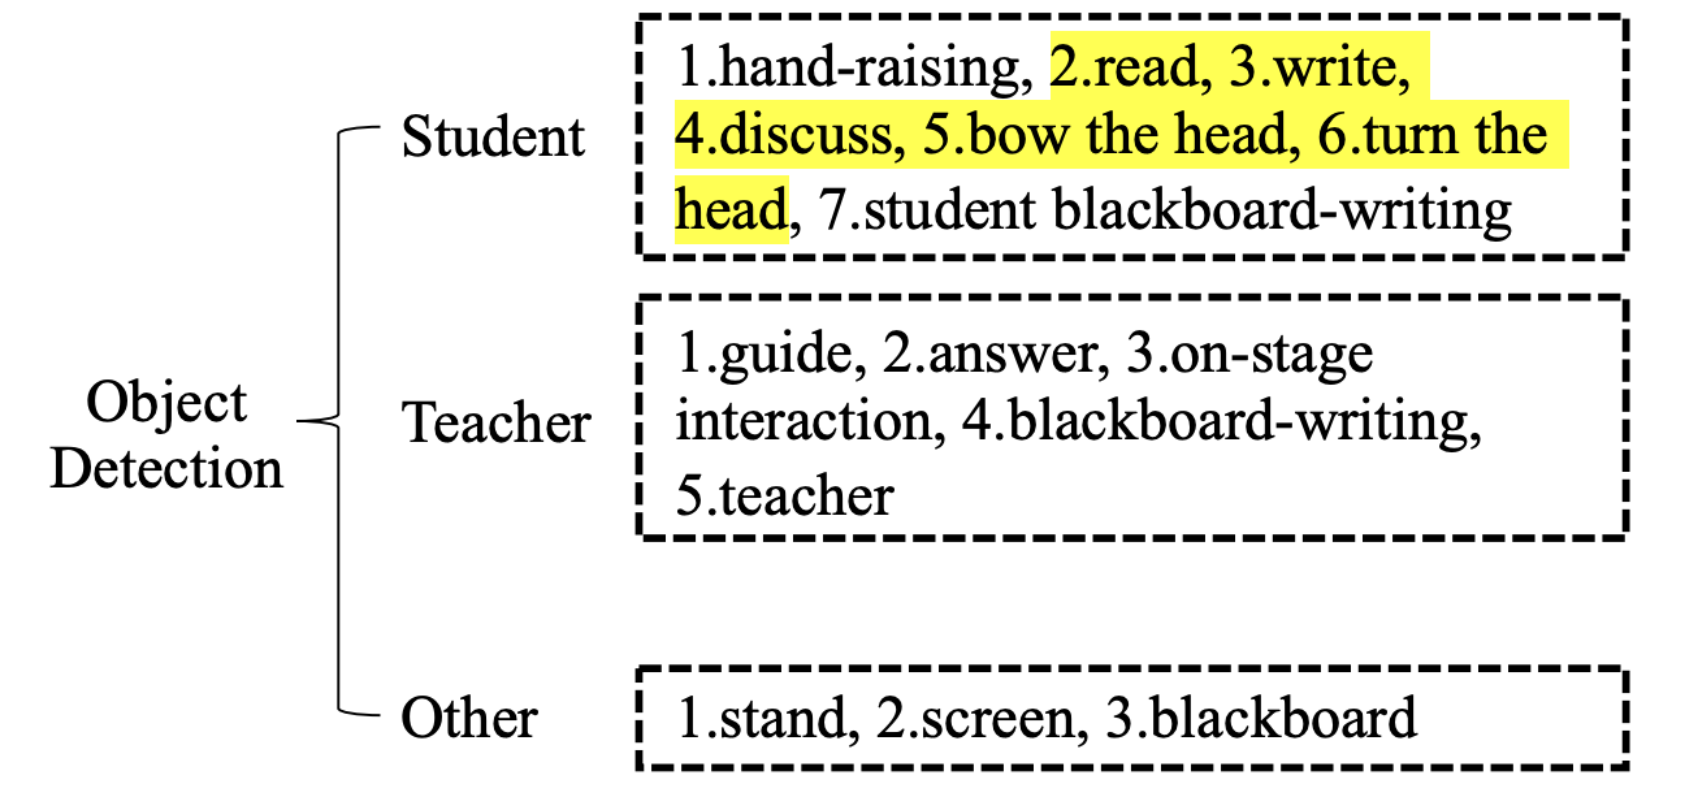 Object
Detection
Student
1.hand-raising, 2.read, 3.write,
4.discuss, 5.bow the head, 6.turn the
head, 7.student blackboard-writing
Teacher
1.guide, 2.answer, 3.on-stage
interaction, 4.blackboard-writing,
5.teacher
Other
1.stand, 2.screen, 3.blackboard